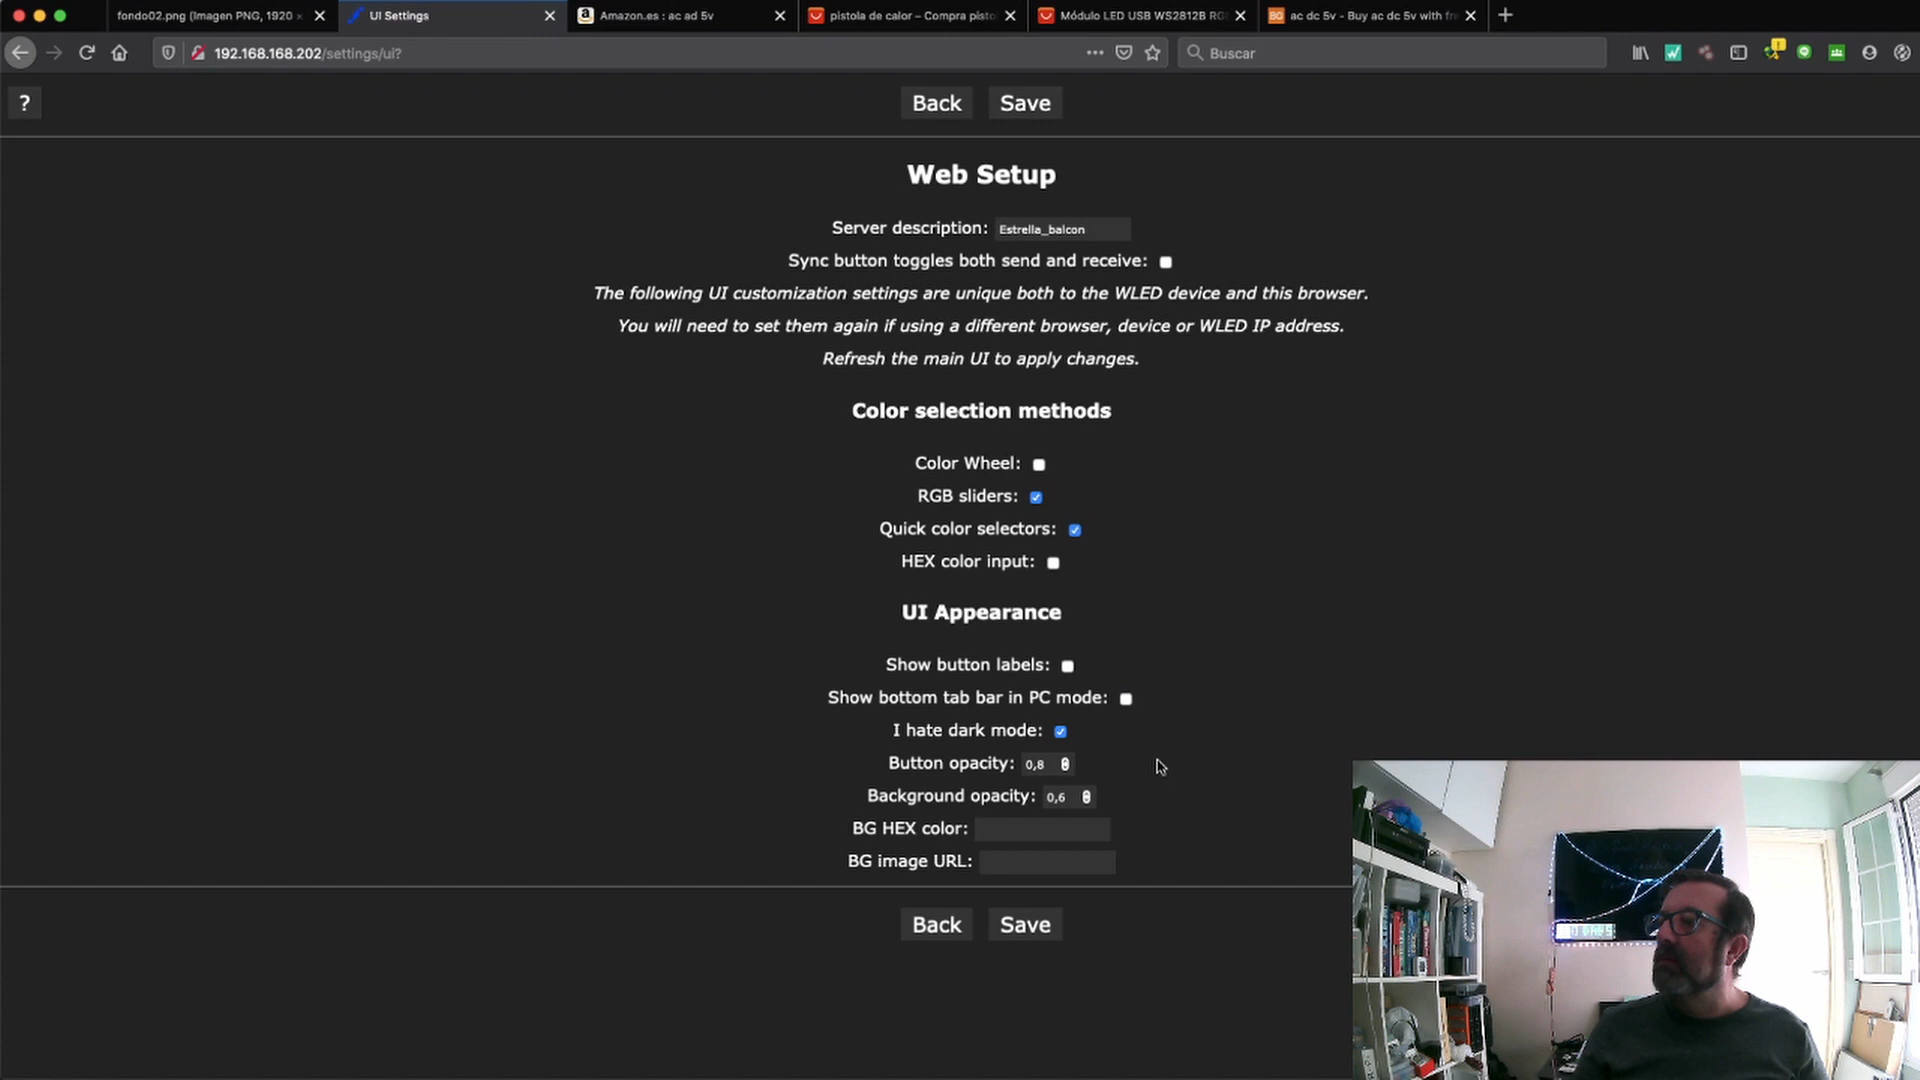 fondo02.png (Imagen PNG, 1920 ×
UI Settings
Amazon.es : ac ad 5v
pistola de calor – Compra pisto
Módulo LED USB WS2812B RG
ac dc 5v - Buy ac dc 5v with fr
192.168.168.202/settings/ui?
Buscar
?
Back
Save
Web Setup
Server description: Estrella_balcon
Sync button toggles both send and receive:
The following UI customization settings are unique both to the WLED device and this browser.
You will need to set them again if using a different browser, device or WLED IP address.
Refresh the main UI to apply changes.
Color selection methods
Color Wheel:
RGB sliders:
Quick color selectors:
HEX color input:
UI Appearance
Show button labels:
Show bottom tab bar in PC mode:
I hate dark mode:
Button opacity: 0,8
Background opacity: 0,6
BG HEX color:
BG image URL:
Back
Save